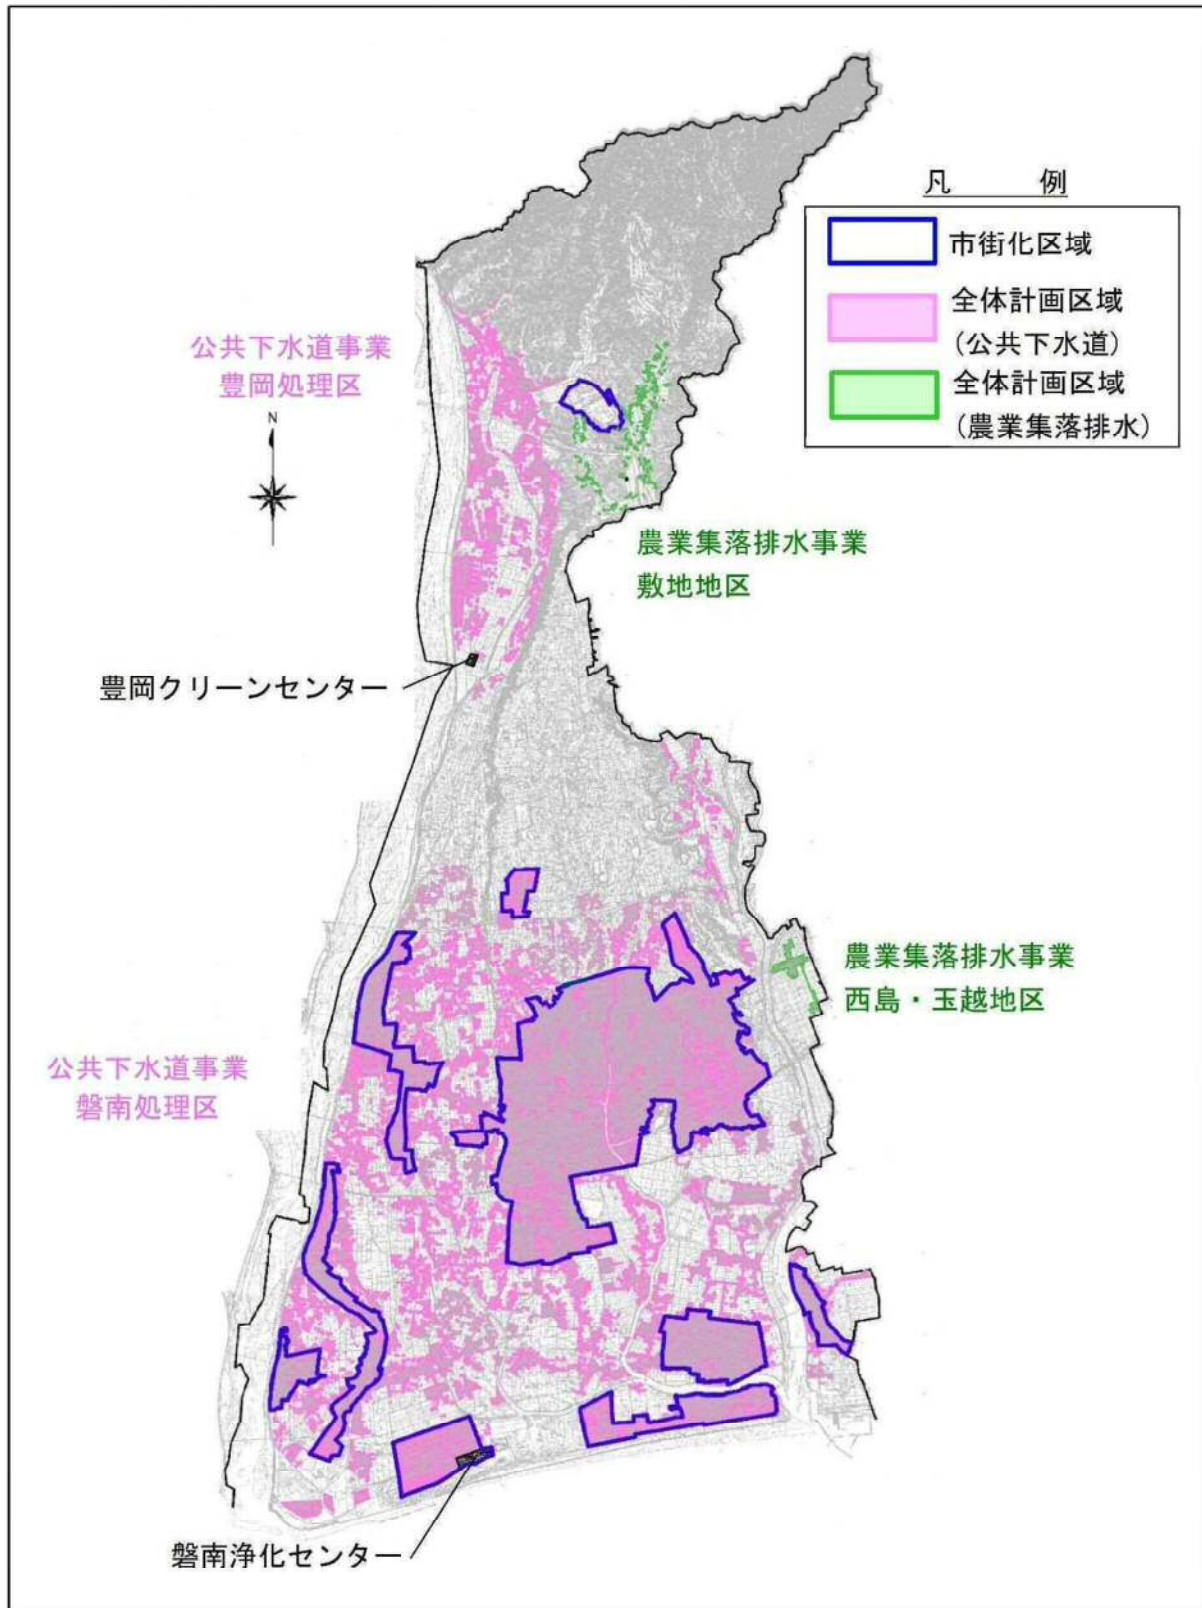 凡 例
市街化区域
全体計画区域
(公共下水道)
全体計画区域
(農業集落排水)
公共下水道事業
豊岡処理区
N
農業集落排水事業
敷地地区
豊岡クリーンセンター
農業集落排水事業
西島・玉越地区
公共下水道事業
磐南処理区
磐南浄化センター